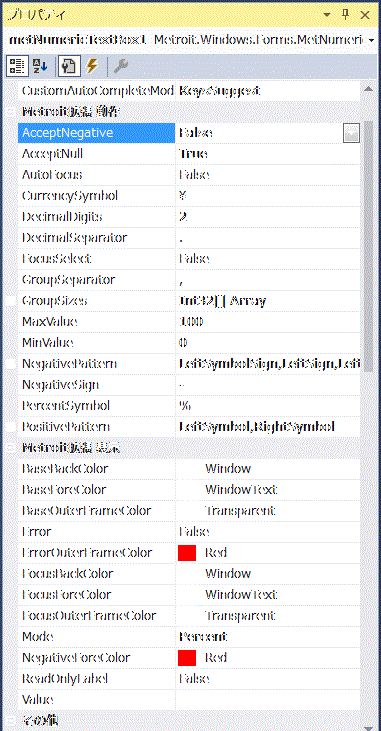 プロパティ
metNumericTextBox1 Metroit.Windows.Forms.MetNumeric
CustomAutoCompleteMod KeysSuggest
Metroit拡張 動作
AcceptNegative False
AcceptNull True
AutoFocus False
CurrencySymbol ¥
DecimalDigits 2
DecimalSeparator .
FocusSelect False
GroupSeparator ,
GroupSizes Int32[] Array
MaxValue 100
MinValue 0
NegativePattern LeftSymbolSign,LeftSign,Left
NegativeSign -
PercentSymbol %
PositivePattern LeftSymbol,RightSymbol
Metroit拡張 表示
BaseBackColor Window
BaseForeColor WindowText
BaseOuterFrameColor Transparent
Error False
ErrorOuterFrameColor Red
FocusBackColor Window
FocusForeColor WindowText
FocusOuterFrameColor Transparent
Mode Percent
NegativeForeColor Red
ReadOnlyLabel False
Value
その他